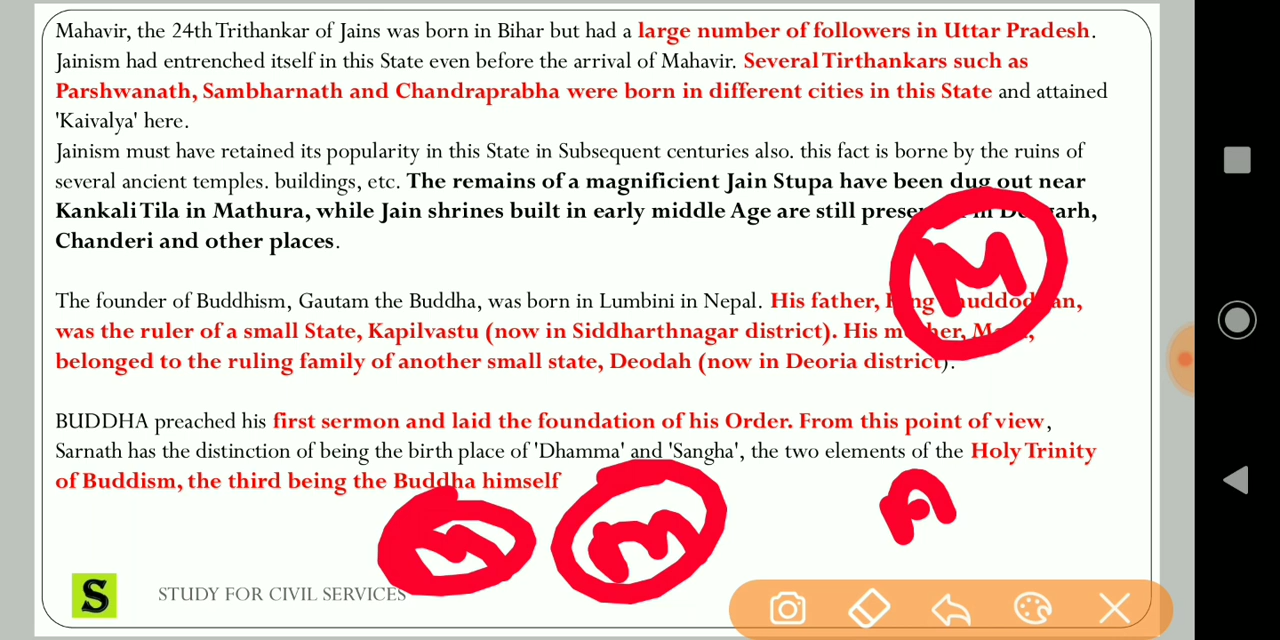 Mahavir, the 24th Trithankar of Jains was born in Bihar but had a large number of followers in Uttar Pradesh.
Jainism had entrenched itself in this State even before the arrival of Mahavir. Several Tirthankars such as
Parshwanath, Sambharnath and Chandraprabha were born in different cities in this State and attained
'Kaivalya' here.
Jainism must have retained its popularity in this State in Subsequent centuries also. this fact is borne by the ruins of
several ancient temples. buildings, etc. The remains of a magnificient Jain Stupa have been dug out near
Kankali Tila in Mathura, while Jain shrines built in early middle Age are still in
Chanderi and other places.
The founder of Buddhism, Gautam the Buddha, was born in Lumbini in Nepal. His father,
was the ruler of a small State, Kapilvastu (now in Siddharthnagar district). His
belonged to the ruling family of another small state, Deodah (now in Deoria district).
BUDDHA preached his first sermon and laid the foundation of his Order. From this point of view,
Sarnath has the distinction of being the birth place of 'Dhamma' and 'Sangha', the two elements of the Holy Trinity
of Buddism, the third being the Buddha himself
M
M
A
S
STUDY FOR CIVIL SERVICES